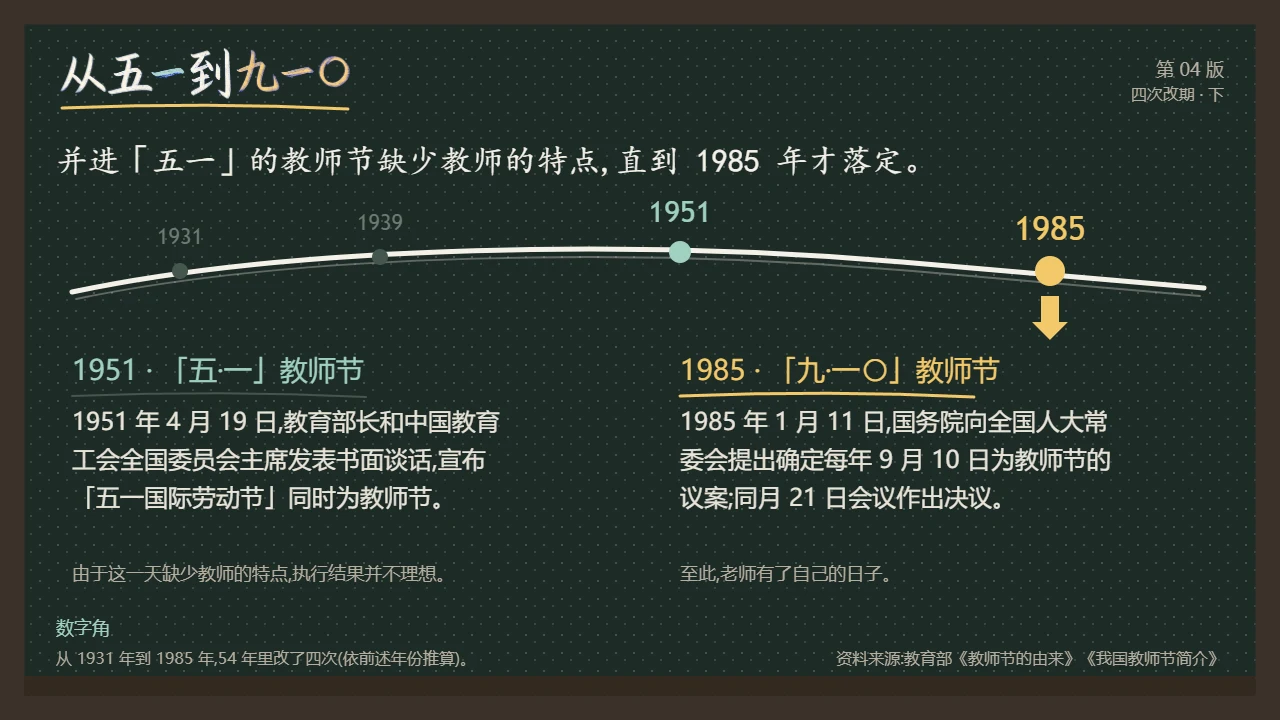 从五一到九一〇
第 04 版
四次改期 · 下
并进「五一」的教师节缺少教师的特点,直到 1985 年才落定。
1931
1939
1951
1985
1951 · 「五·一」教师节
1951 年 4 月 19 日,教育部长和中国教育
工会全国委员会主席发表书面谈话,宣布
「五一国际劳动节」同时为教师节。
由于这一天缺少教师的特点,执行结果并不理想。
1985 · 「九·一〇」教师节
1985 年 1 月 11 日,国务院向全国人大常
委会提出确定每年 9 月 10 日为教师节的
议案;同月 21 日会议作出决议。
至此,老师有了自己的日子。
数字角
从 1931 年到 1985 年,54 年里改了四次(依前述年份推算)。
资料来源:教育部《教师节的由来》《我国教师节简介》